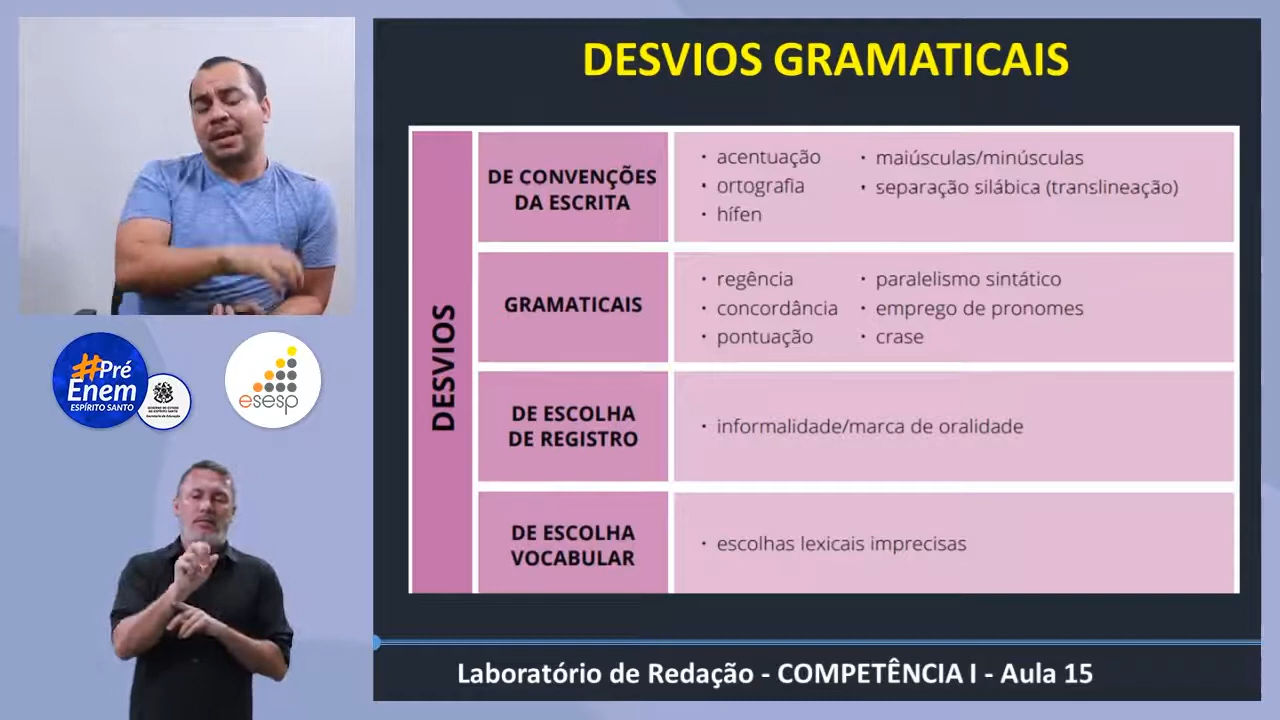 DESVIOS GRAMATICAIS
DESVIOS
DE CONVENÇÕES
DA ESCRITA
· acentuação
· ortografia
· hífen
· maiúsculas/minúsculas
· separação silábica (translineação)
GRAMATICAIS
· regência
· concordância
· pontuação
· paralelismo sintático
· emprego de pronomes
· crase
DE ESCOLHA
DE REGISTRO
· informalidade/marca de oralidade
DE ESCOLHA
VOCABULAR
· escolhas lexicais imprecisas
#Pré
Enem
ESPÍRITO SANTO
esesp
Laboratório de Redação - COMPETÊNCIA I - Aula 15